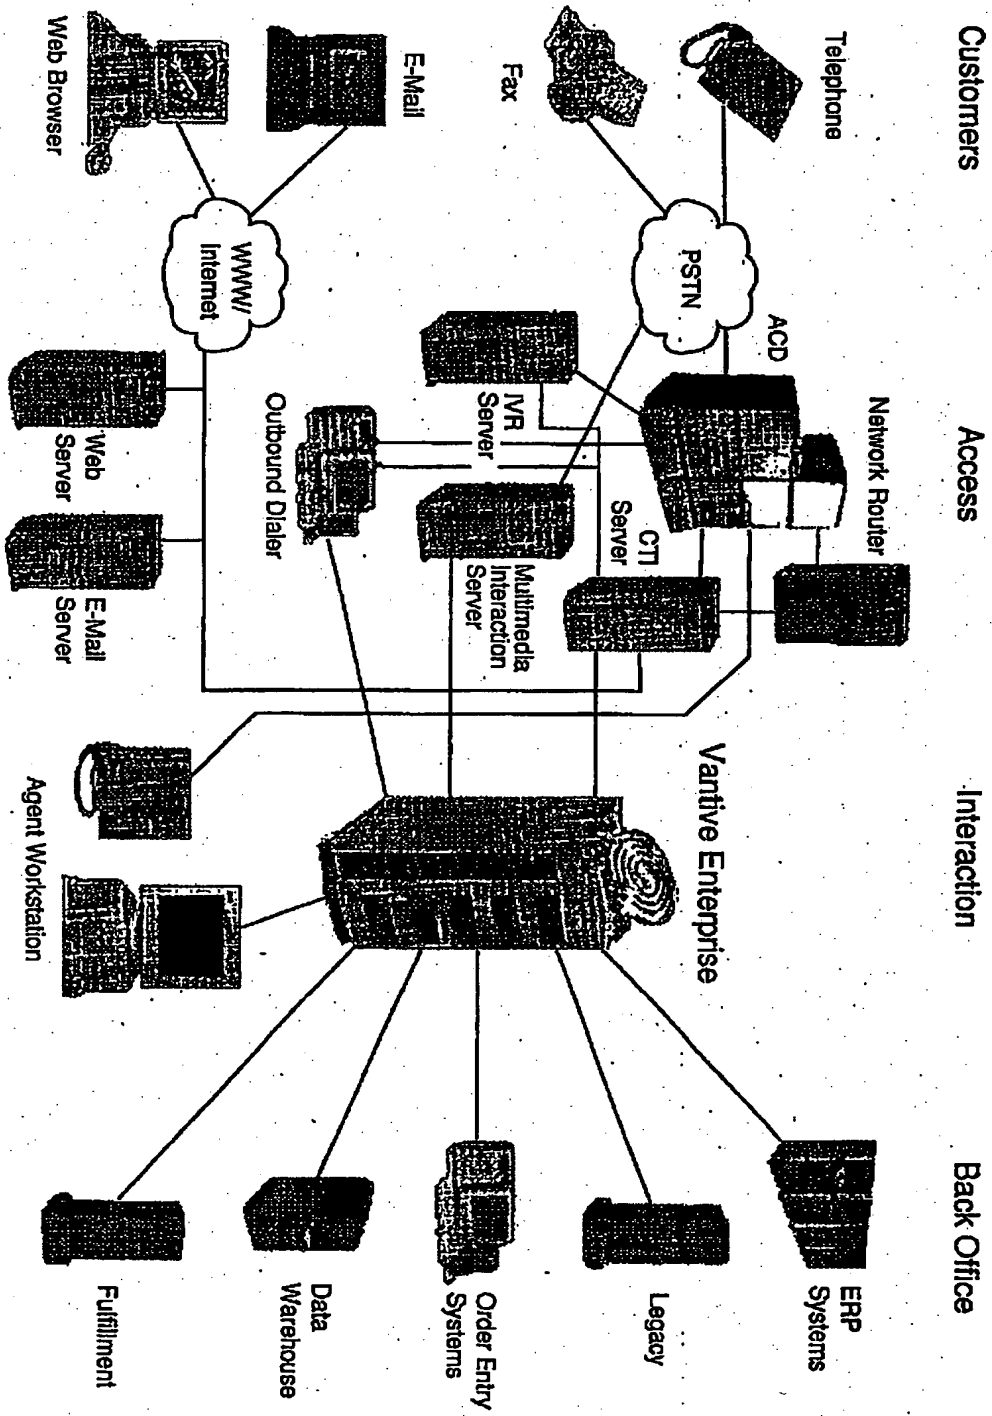 Customers
Access
Interaction
Back Office
Telephone
Fax
E-Mail
Web Browser
PSTN
WWW/
Internet
ACD
Network Router
IVR
Server
CTI
Server
Outbound Dialer
Multimedia
Interaction
Server
Web
Server
E-Mail
Server
Vantive Enterprise
Agent Workstation
ERP
Systems
Legacy
Order Entry
Systems
Data
Warehouse
Fulfillment